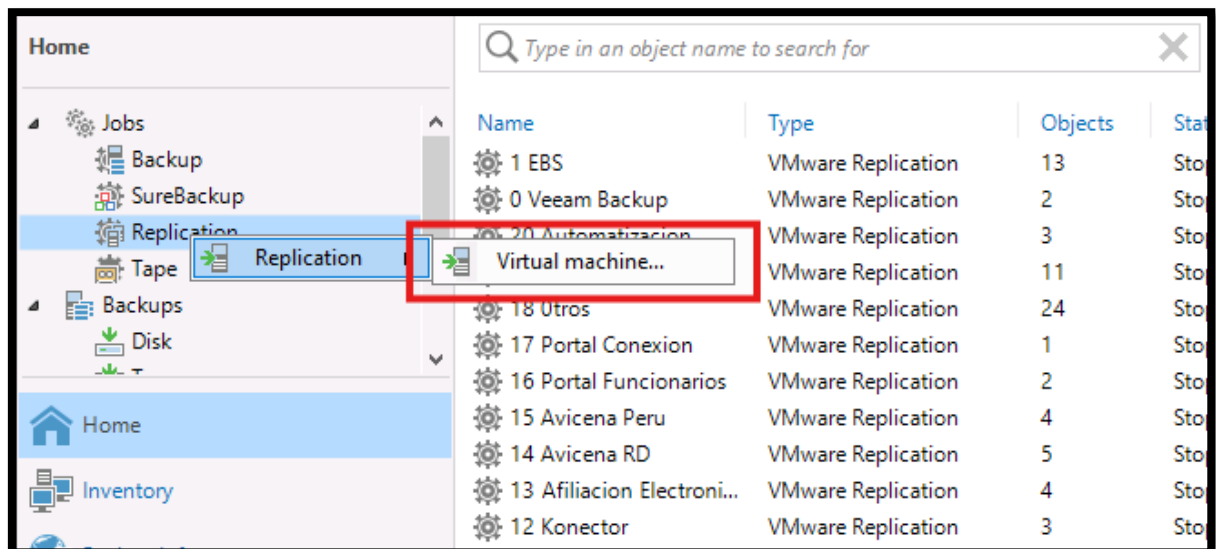 Home
Type in an object name to search for
Jobs
Backup
SureBackup
Replication
Tape
Backups
Disk
Replication
Virtual machine...
Home
Inventory
Name Type Objects
1 EBS VMware Replication 13
0 Veeam Backup VMware Replication 2
20 Automatizacion VMware Replication 3
VMware Replication 11
18 Otros VMware Replication 24
17 Portal Conexion VMware Replication 1
16 Portal Funcionarios VMware Replication 2
15 Avicena Peru VMware Replication 4
14 Avicena RD VMware Replication 5
13 Afiliacion Electroni... VMware Replication 4
12 Konector VMware Replication 3